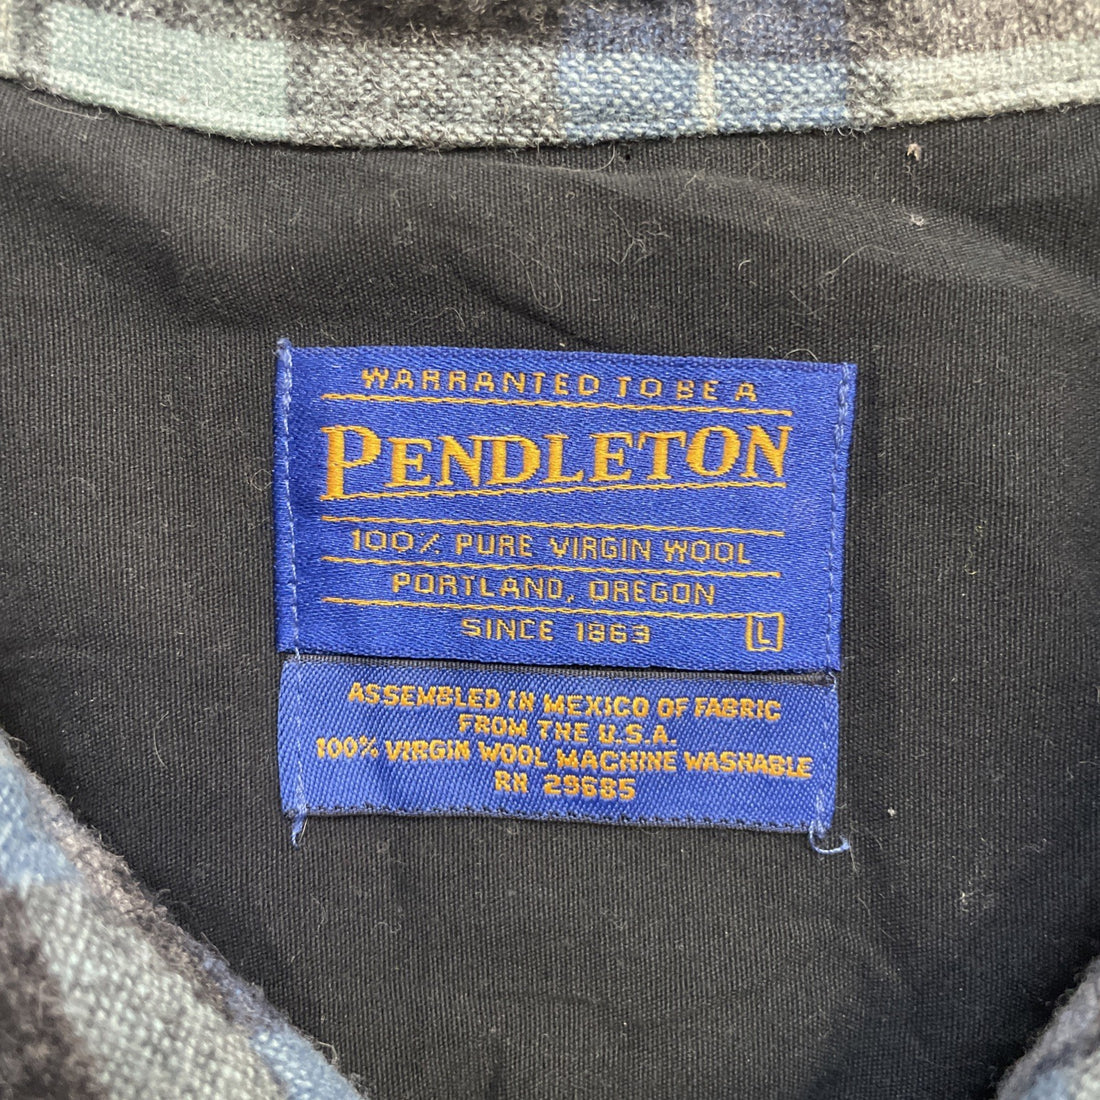 WARRANTED TO BE A
PENDLETON
100% PURE VIRGIN WOOL
PORTLAND, OREGON
SINCE 1863 L
ASSEMBLED IN MEXICO OF FABRIC
FROM THE U.S.A.
100% VIRGIN WOOL MACHINE WASHABLE
RN 29685